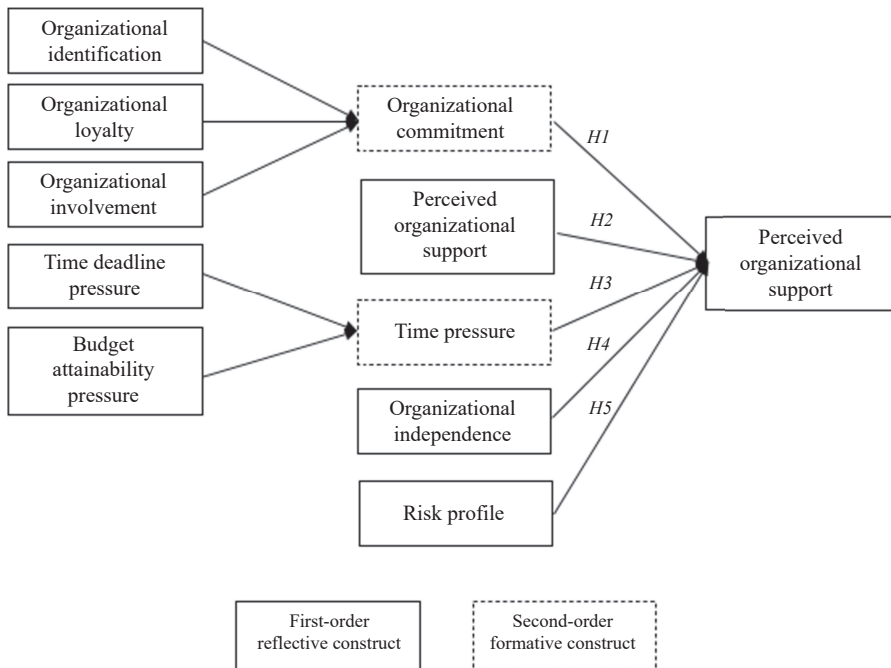 Organizational
identification
Organizational
loyalty
Organizational
involvement
Time deadline
pressure
Budget
attainability
pressure
Organizational
commitment
Perceived
organizational
support
Time pressure
Organizational
independence
Risk profile
H1
H2
H3
H4
H5
Perceived
organizational
support
First-order
reflective construct
Second-order
formative construct